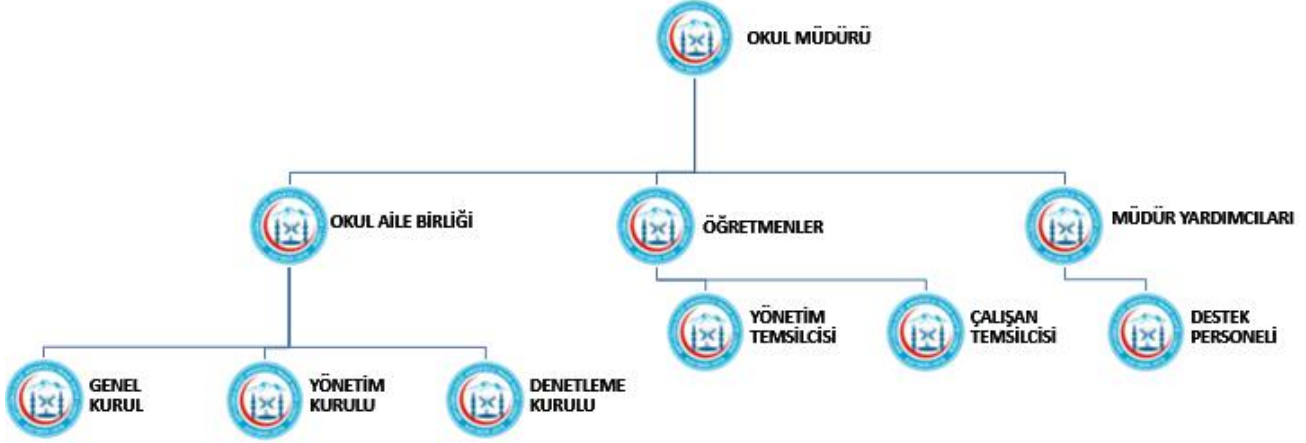 OKUL MÜDÜRÜ
OKUL AİLE BİRLİĞİ
ÖĞRETMENLER
MÜDÜR YARDIMCILARI
YÖNETİM
TEMSİLCİSİ
ÇALIŞAN
TEMSİLCİSİ
DESTEK
PERSONELİ
GENEL
KURUL
YÖNETİM
KURULU
DENETLEME
KURULU